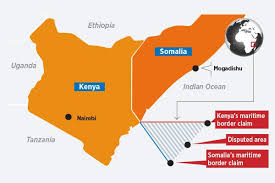 Ethiopia
Somalia
Uganda
Mogadishu
Kenya
Indian Ocean
Nairobi
Kenya's maritime
border claim
Disputed area
Tanzania
Somalia's maritime
border claim